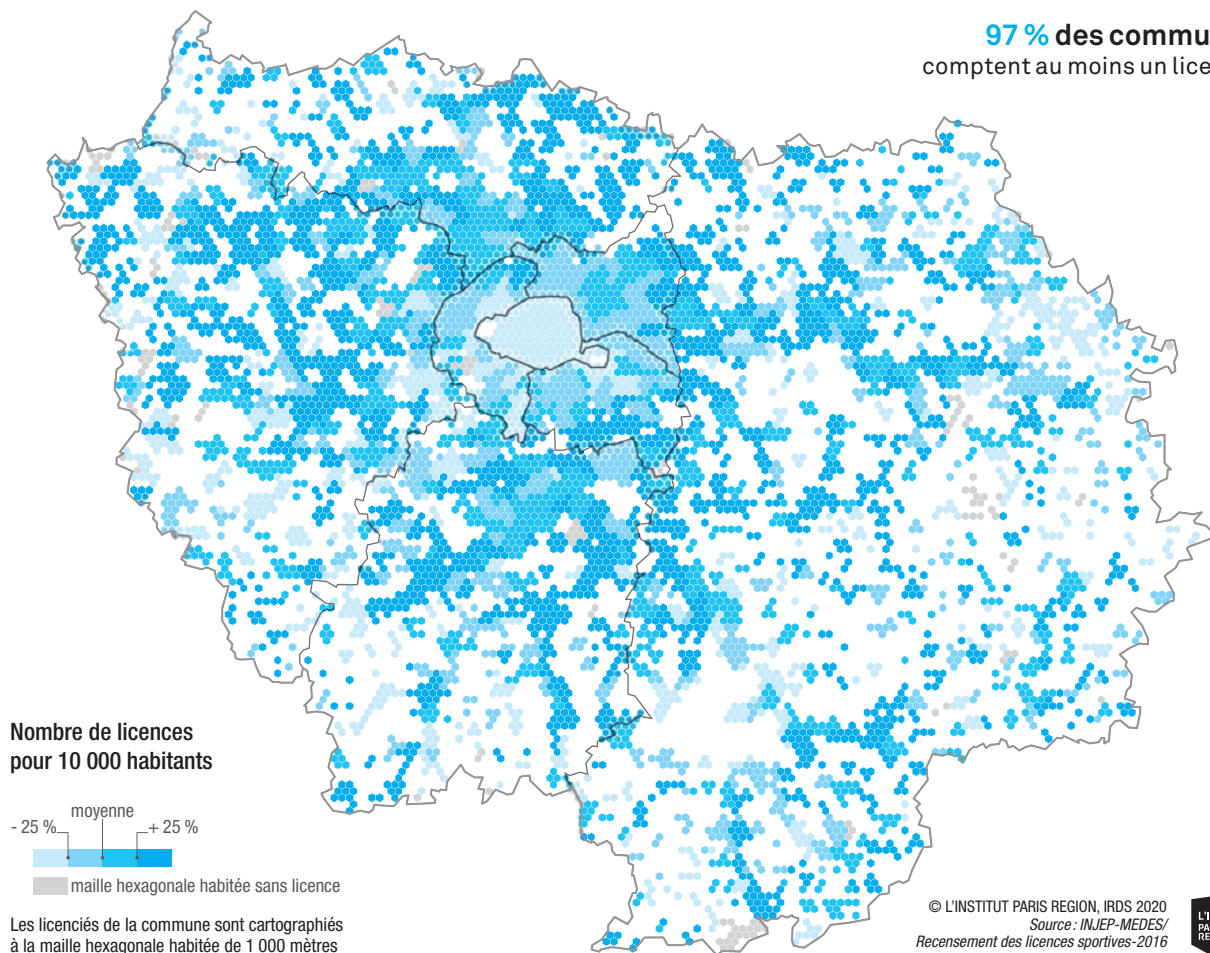 97 % des commu
comptent au moins un lice
Nombre de licences
pour 10 000 habitants
moyenne
- 25 % + 25 %
maille hexagonale habitée sans licence
Les licenciés de la commune sont cartographiés
à la maille hexagonale habitée de 1 000 mètres
© L'INSTITUT PARIS REGION, IRDS 2020
Source : INJEP-MEDES/
Recensement des licences sportives-2016
L'I
PA
RE